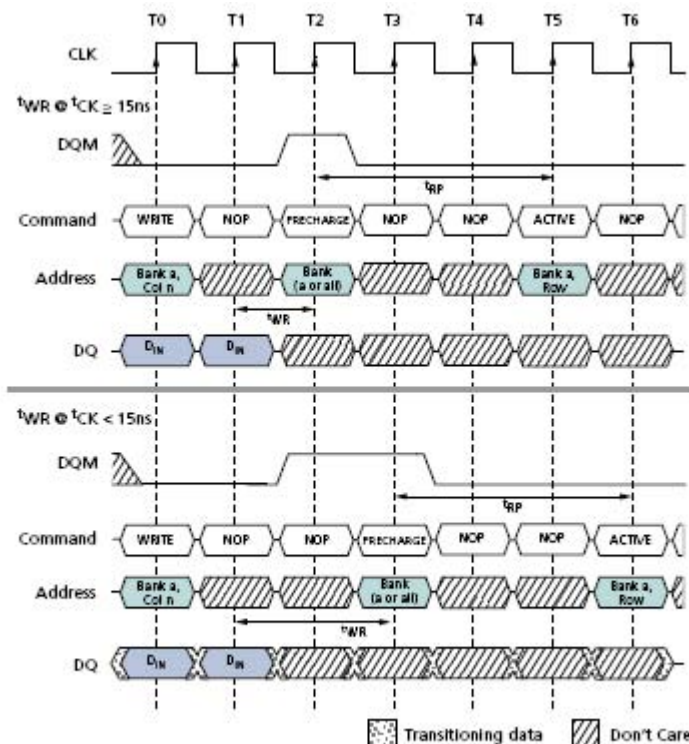 T0 T1 T2 T3 T4 T5 T6
CLK
tWR @ tCK ≥ 15ns
DQM
tRP
Command WRITE NOP PRECHARGE NOP NOP ACTIVE NOP
Address Bank a, Col n Bank (a or all) Bank a, Row
tWR
DQ DIN DIN
tWR @ tCK < 15ns
DQM
tRP
Command WRITE NOP NOP PRECHARGE NOP NOP ACTIVE
Address Bank a, Col n Bank (a or all) Bank a, Row
tWR
DQ DIN DIN
Transitioning data Don't Care